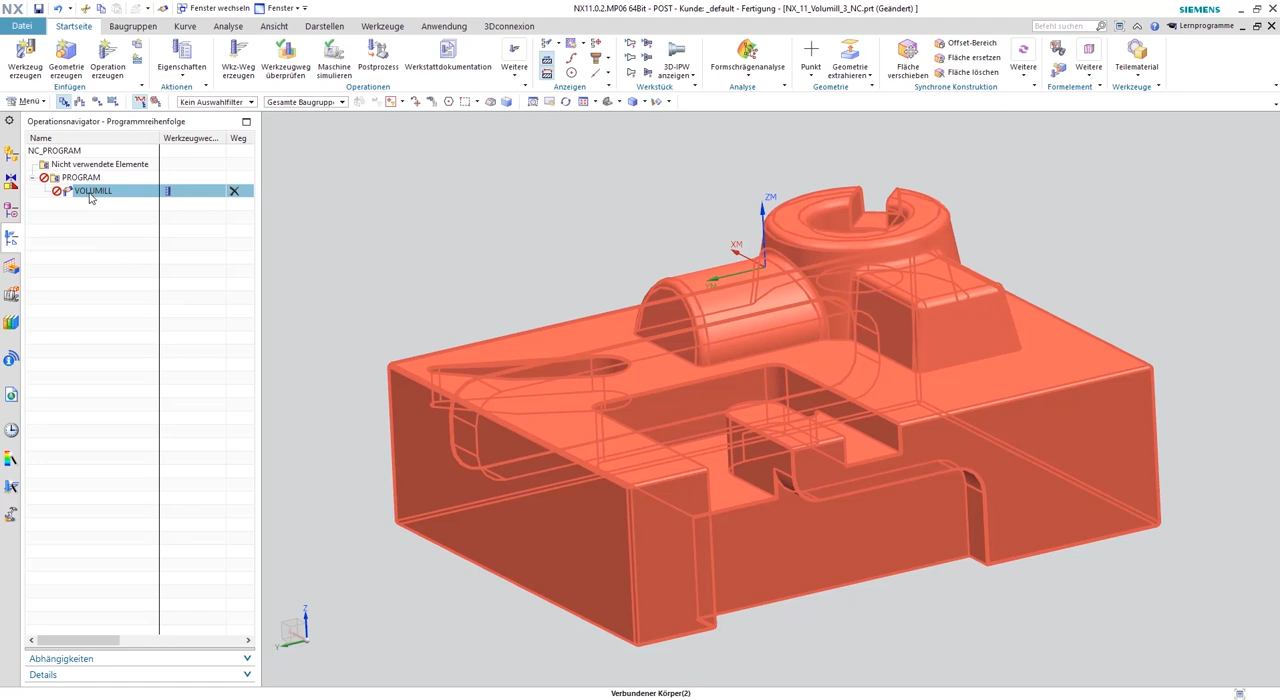 NX
Fenster wechseln
Fenster
NX11.0.2.MP06 64Bit - POST - Kunde: _default - Fertigung - [NX_11_Volumill_3_NC.prt (Geändert) ]
SIEMENS
Datei
Startseite
Baugruppen
Kurve
Analyse
Ansicht
Darstellen
Werkzeuge
Anwendung
3Dconnexion
Befehl suchen
Lernprogramme
Werkzeug erzeugen
Geometrie erzeugen
Operation erzeugen
Eigenschaften
Wkz erzeugen
Werkzeugweg überprüfen
Maschine simulieren
Postprozess
Werkstattdokumentation
Weitere
3D-IPW anzeigen
Formschrägenanalyse
Punkt
Geometrie extrahieren
Fläche verschieben
Offset-Bereich
Fläche ersetzen
Fläche löschen
Weitere
Weitere
Teilematerial
Einfügen
Aktionen
Operationen
Anzeigen
Werkstück
Analyse
Geometrie
Synchrone Konstruktion
Formelement
Werkzeuge
Menü
Kein Auswahlfilter
Gesamte Baugrupp
Operationsnavigator - Programmreihenfolge
Name
Werkzeugwec...
Weg
NC_PROGRAM
Nicht verwendete Elemente
PROGRAM
VOLUMILL
ZM
XM
YM
Z
Y
Abhängigkeiten
Details
Verbundener Körper(2)